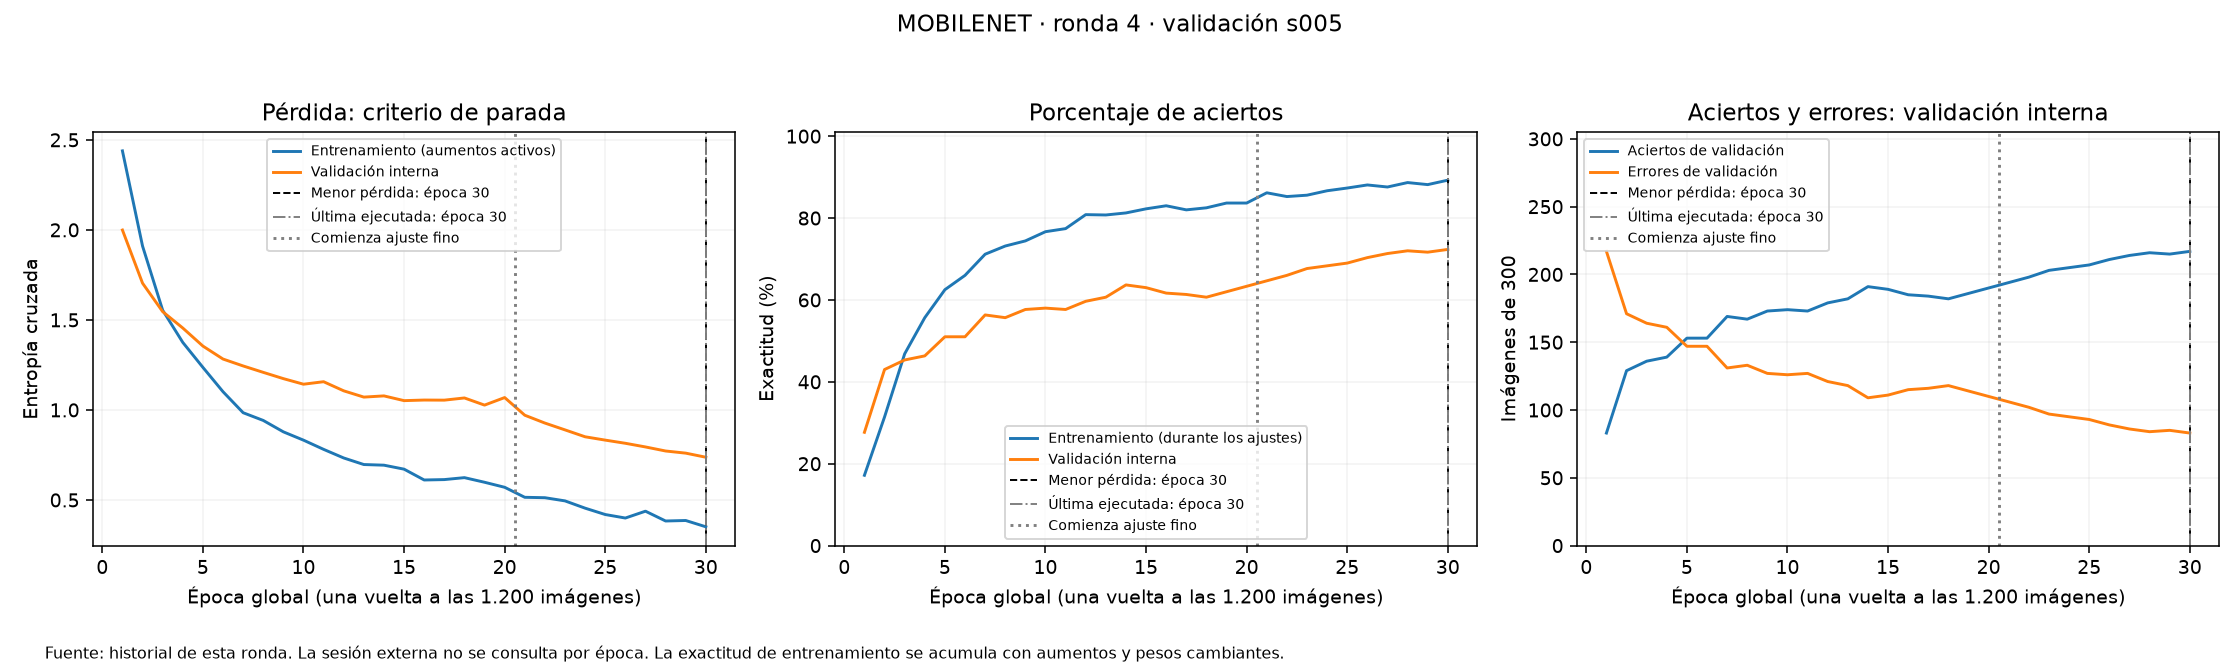 MOBILENET · ronda 4 · validación s005
Pérdida: criterio de parada
2.5
2.0
1.5
1.0
0.5
Entropía cruzada
Entrenamiento (aumentos activos)
Validación interna
Menor pérdida: época 30
Última ejecutada: época 30
Comienza ajuste fino
0 5 10 15 20 25 30
Época global (una vuelta a las 1.200 imágenes)
Porcentaje de aciertos
100
80
60
40
20
0
Exactitud (%)
Entrenamiento (durante los ajustes)
Validación interna
Menor pérdida: época 30
Última ejecutada: época 30
Comienza ajuste fino
0 5 10 15 20 25 30
Época global (una vuelta a las 1.200 imágenes)
Aciertos y errores: validación interna
300
250
200
150
100
50
0
Imágenes de 300
Aciertos de validación
Errores de validación
Menor pérdida: época 30
Última ejecutada: época 30
Comienza ajuste fino
0 5 10 15 20 25 30
Época global (una vuelta a las 1.200 imágenes)
Fuente: historial de esta ronda. La sesión externa no se consulta por época. La exactitud de entrenamiento se acumula con aumentos y pesos cambiantes.